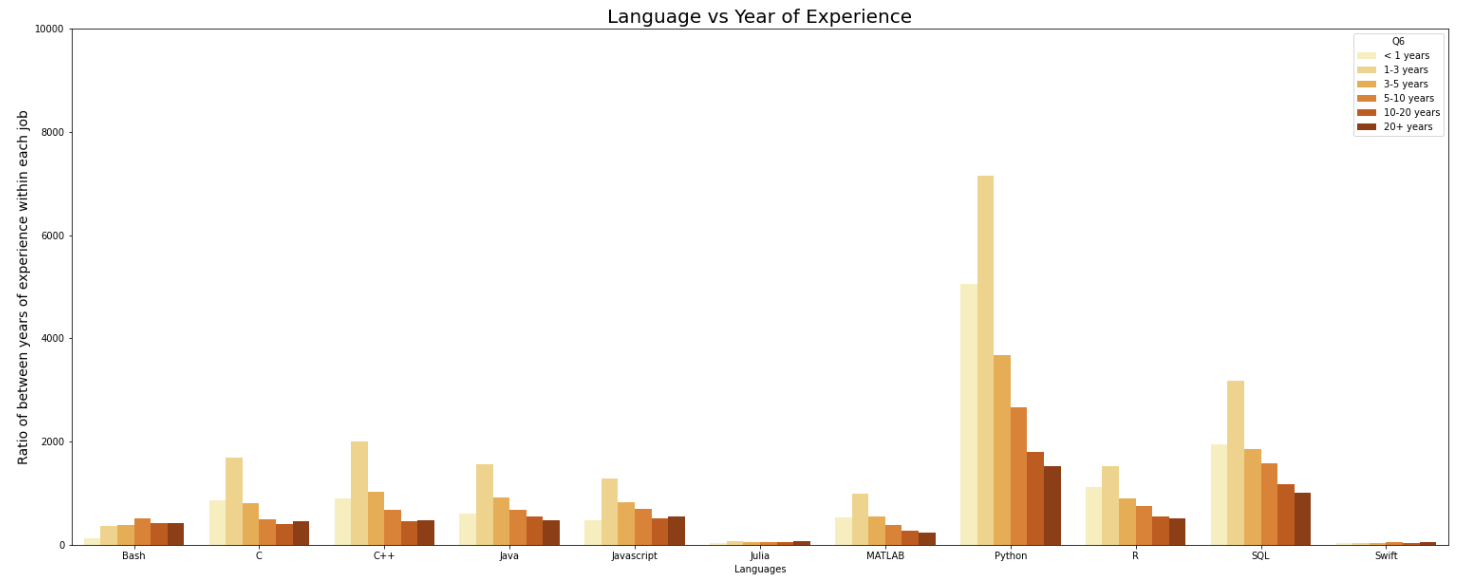 Language vs Year of Experience
Ratio of between years of experience within each job
10000
8000
6000
4000
2000
0
Q6
< 1 years
1-3 years
3-5 years
5-10 years
10-20 years
20+ years
Bash C C++ Java Javascript Julia MATLAB Python R SQL Swift
Languages